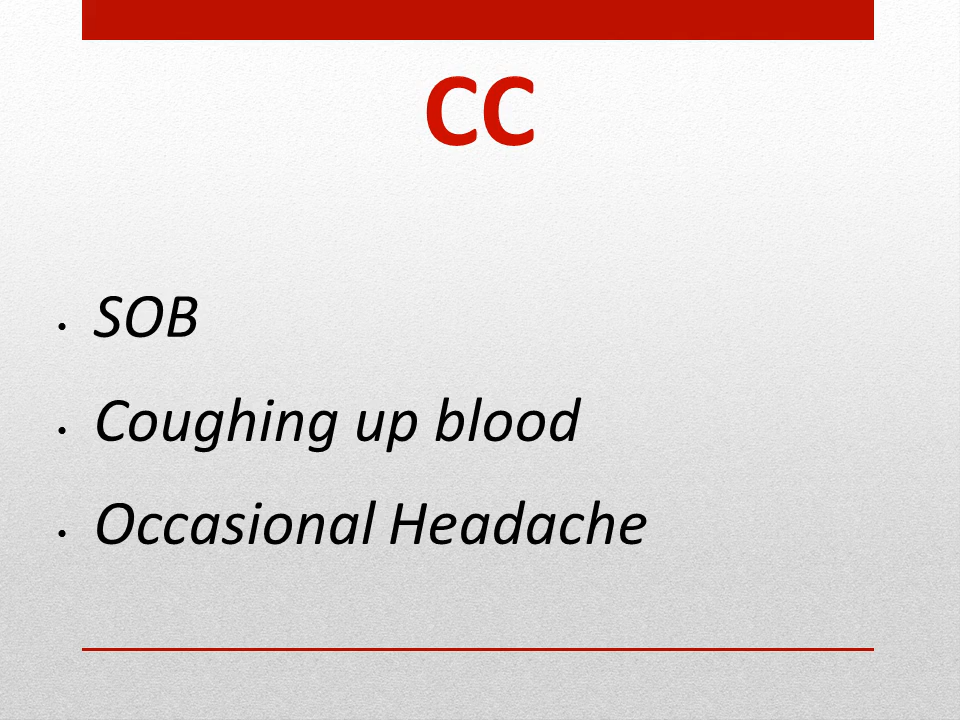 CC
• SOB
• Coughing up blood
• Occasional Headache